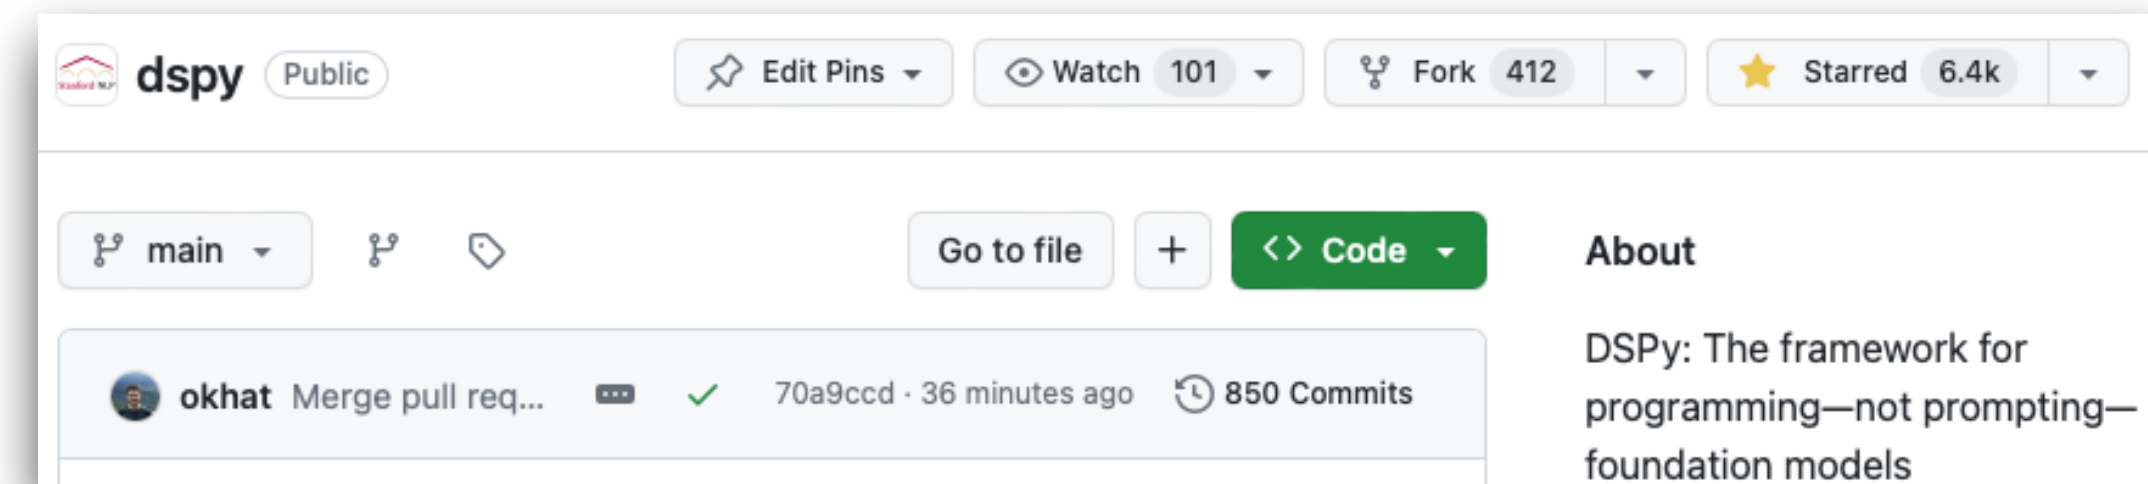 dspy Public Edit Pins Watch 101 Fork 412 Starred 6.4k
main Go to file + <> Code
okhat Merge pull req... 70a9ccd · 36 minutes ago 850 Commits
About
DSPy: The framework for
programming—not prompting—
foundation models